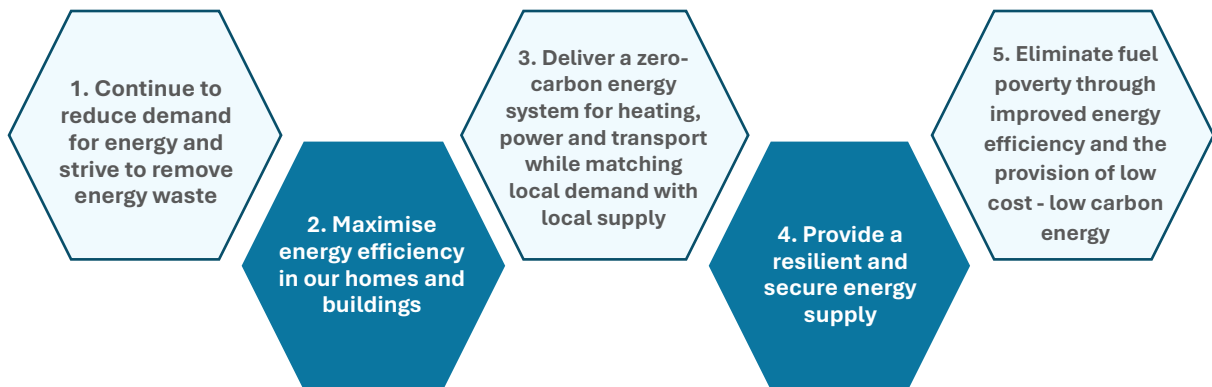 1. Continue to
reduce demand
for energy and
strive to remove
energy waste
2. Maximise
energy efficiency
in our homes and
buildings
3. Deliver a zero-
carbon energy
system for heating,
power and transport
while matching
local demand with
local supply
4. Provide a
resilient and
secure energy
supply
5. Eliminate fuel
poverty through
improved energy
efficiency and the
provision of low
cost - low carbon
energy